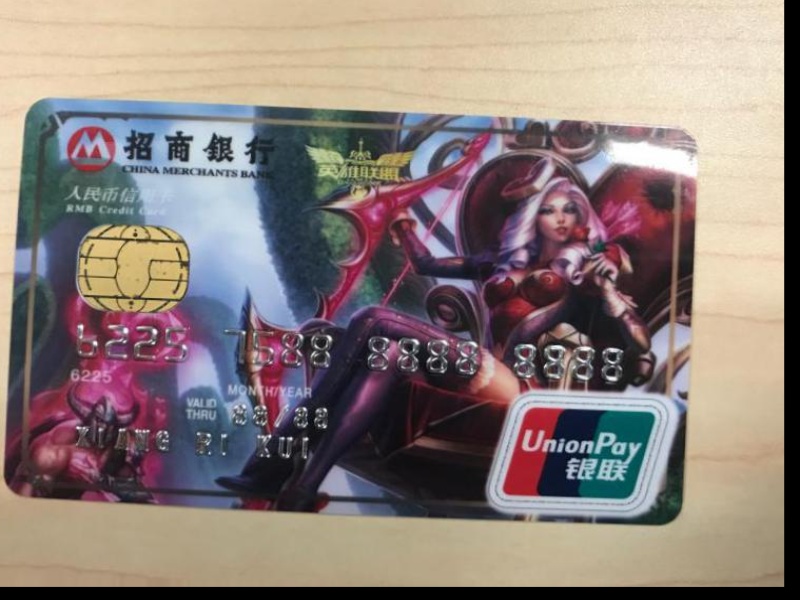 招商银行
CHINA MERCHANTS BANK
英雄联盟
人民币信用卡
RMB Credit Card
6225 7588 8888 8888
6225
MONTH/YEAR
VALID THRU 88/88
XIANG RI KUI
UnionPay
银联